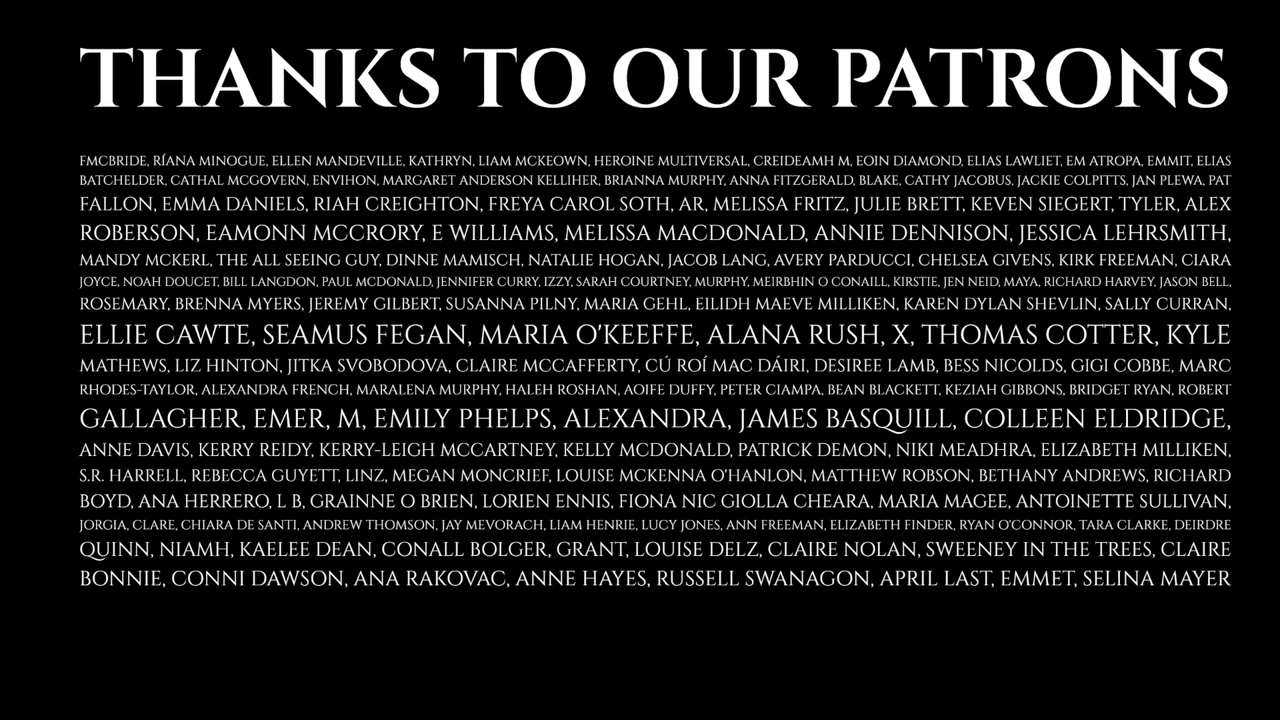 THANKS TO OUR PATRONS
FMCBRIDE, RÍANA MINOGUE, ELLEN MANDEVILLE, KATHRYN, LIAM MCKEOWN, HEROINE MULTIVERSAL, CREIDEAMH M, EOIN DIAMOND, ELIAS LAWLIET, EM ATROPA, EMMIT, ELIAS
BATCHELDER, CATHAL MCGOVERN, ENVIHON, MARGARET ANDERSON KELLIHER, BRIANNA MURPHY, ANNA FITZGERALD, BLAKE, CATHY JACOBUS, JACKIE COLPITTS, JAN PLEWA, PAT
FALLON, EMMA DANIELS, RIAH CREIGHTON, FREYA CAROL SOTH, AR, MELISSA FRITZ, JULIE BRETT, KEVEN SIEGERT, TYLER, ALEX
ROBERSON, EAMONN MCCRORY, E WILLIAMS, MELISSA MACDONALD, ANNIE DENNISON, JESSICA LEHRSMITH,
MANDY MCKERL, THE ALL SEEING GUY, DINNE MAMISCH, NATALIE HOGAN, JACOB LANG, AVERY PARDUCCI, CHELSEA GIVENS, KIRK FREEMAN, CIARA
JOYCE, NOAH DOUCET, BILL LANGDON, PAUL MCDONALD, JENNIFER CURRY, IZZY, SARAH COURTNEY, MURPHY, MEIRBHIN O CONAILL, KIRSTIE, JEN NEID, MAYA, RICHARD HARVEY, JASON BELL,
ROSEMARY, BRENNA MYERS, JEREMY GILBERT, SUSANNA PILNY, MARIA GEHL, EILIDH MAEVE MILLIKEN, KAREN DYLAN SHEVLIN, SALLY CURRAN,
ELLIE CAWTE, SEAMUS FEGAN, MARIA O'KEEFFE, ALANA RUSH, X, THOMAS COTTER, KYLE
MATHEWS, LIZ HINTON, JITKA SVOBODOVA, CLAIRE MCCAFFERTY, CÚ ROÍ MAC DÁIRI, DESIREE LAMB, BESS NICOLDS, GIGI COBBE, MARC
RHODES-TAYLOR, ALEXANDRA FRENCH, MARALENA MURPHY, HALEH ROSHAN, AOIFE DUFFY, PETER CIAMPA, BEAN BLACKETT, KEZIAH GIBBONS, BRIDGET RYAN, ROBERT
GALLAGHER, EMER, M, EMILY PHELPS, ALEXANDRA, JAMES BASQUILL, COLLEEN ELDRIDGE,
ANNE DAVIS, KERRY REIDY, KERRY-LEIGH MCCARTNEY, KELLY MCDONALD, PATRICK DEMON, NIKI MEADHRA, ELIZABETH MILLIKEN,
S.R. HARRELL, REBECCA GUYETT, LINZ, MEGAN MONCRIEF, LOUISE MCKENNA O'HANLON, MATTHEW ROBSON, BETHANY ANDREWS, RICHARD
BOYD, ANA HERRERO, L B, GRAINNE O BRIEN, LORIEN ENNIS, FIONA NIC GIOLLA CHEARA, MARIA MAGEE, ANTOINETTE SULLIVAN,
JORGIA, CLARE, CHIARA DE SANTI, ANDREW THOMSON, JAY MEVORACH, LIAM HENRIE, LUCY JONES, ANN FREEMAN, ELIZABETH FINDER, RYAN O'CONNOR, TARA CLARKE, DEIRDRE
QUINN, NIAMH, KAELEE DEAN, CONALL BOLGER, GRANT, LOUISE DELZ, CLAIRE NOLAN, SWEENEY IN THE TREES, CLAIRE
BONNIE, CONNI DAWSON, ANA RAKOVAC, ANNE HAYES, RUSSELL SWANAGON, APRIL LAST, EMMET, SELINA MAYER